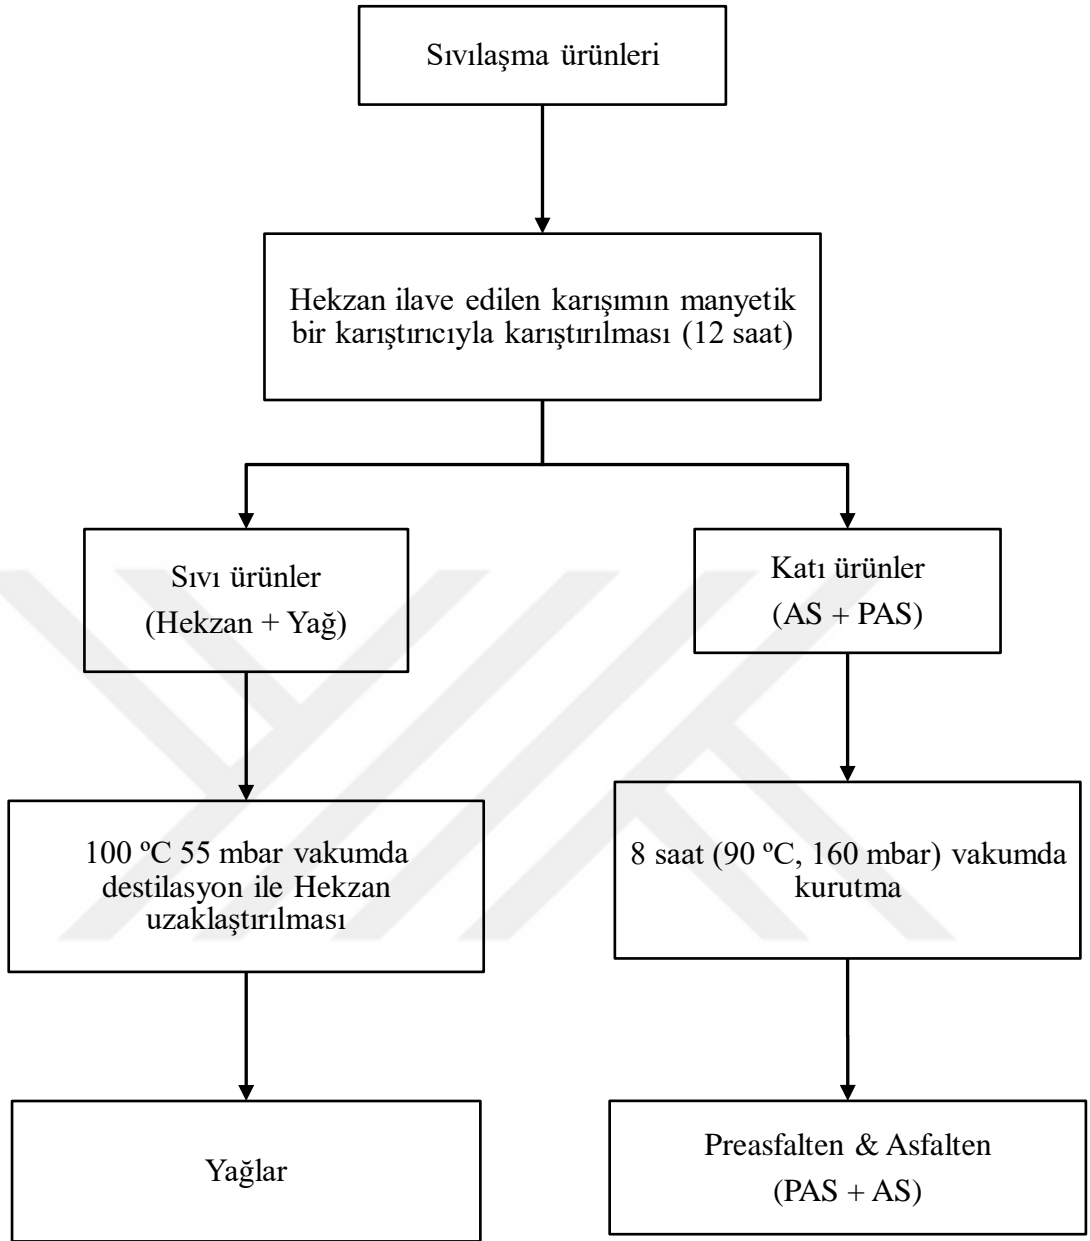 Sıvılaşma ürünleri
Hekzan ilave edilen karışımın manyetik
bir karıştırıcıyla karıştırılması (12 saat)
Sıvı ürünler
(Hekzan + Yağ)
Katı ürünler
(AS + PAS)
100 ºC 55 mbar vakumda
destilasyon ile Hekzan
uzaklaştırılması
8 saat (90 ºC, 160 mbar) vakumda
kurutma
Yağlar
Preasfalten & Asfalten
(PAS + AS)